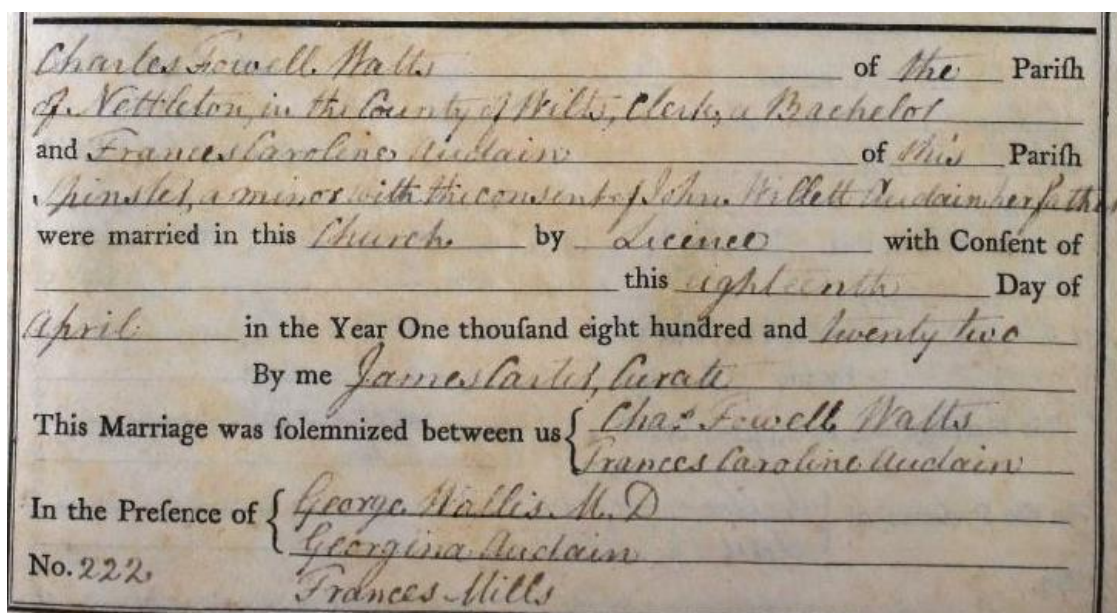 Charles Fowell Watts of the Pariſh
of Nettleton, in the County of Wilts, Clerk, a Bachelor
and Frances Caroline Audain of this Pariſh
Spinster, a minor with the consent of John Willett Audain her father
were married in this Church by Licence with Conſent of
this eighteenth Day of
April in the Year One thouſand eight hundred and twenty two
By me James Carter, Curate
This Marriage was ſolemnized between us { Chas. Fowell Watts
Frances Caroline Audain
In the Preſence of { George Wallis M.D
Georgina Audain
No. 222. Frances Mills